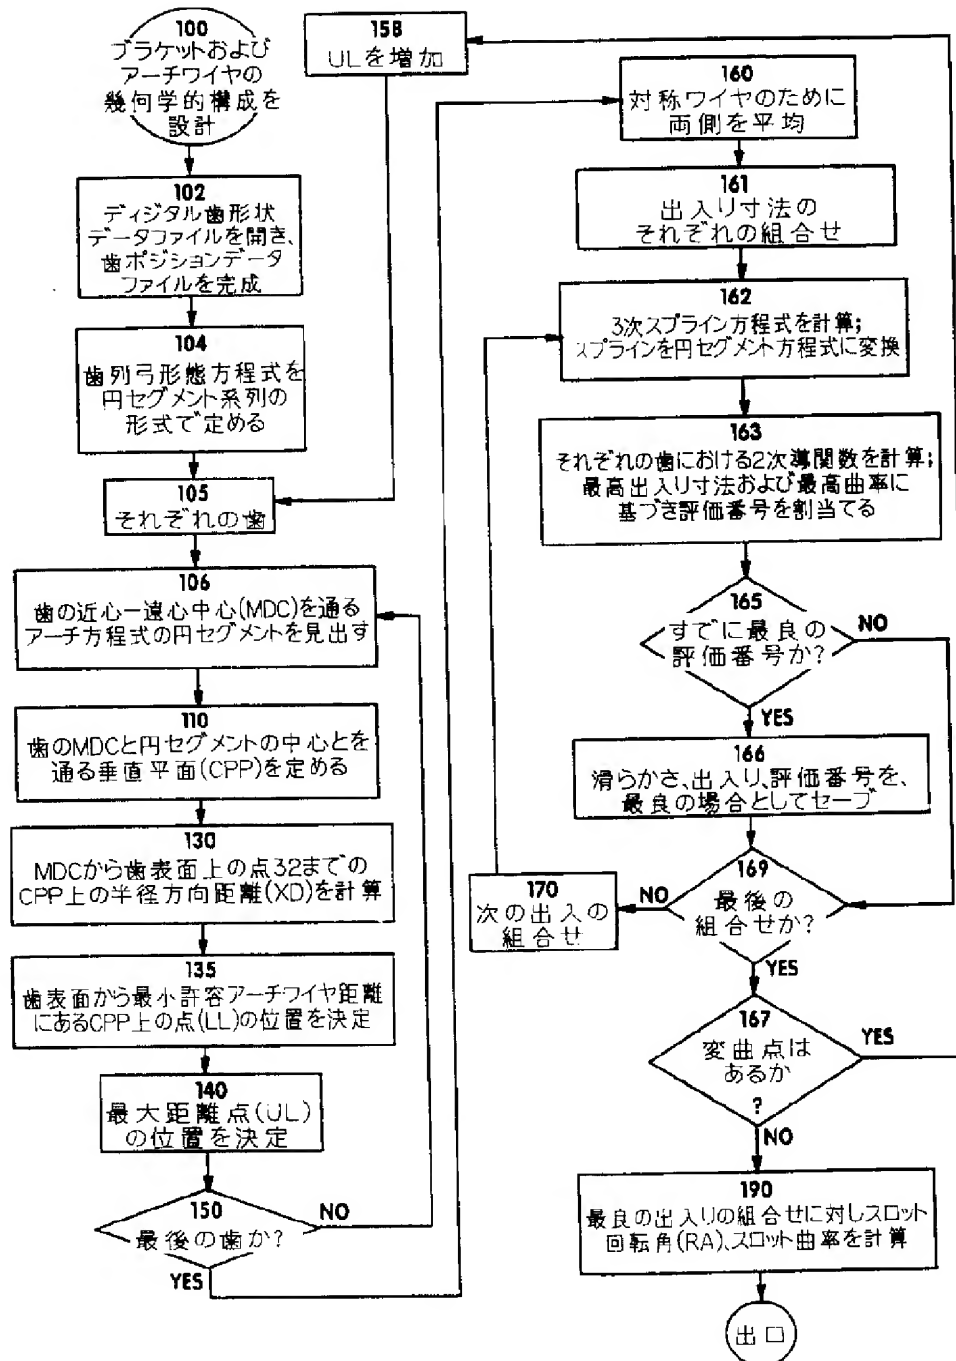 100
ブラケットおよび
アーチワイヤの
幾何学的構成を
設計
102
ディジタル歯形状
データファイルを開き、
歯ポジションデータ
ファイルを完成
104
歯列弓形態方程式を
円セグメント系列の
形式で定める
105
それぞれの歯
106
歯の近心ー遠心中心(MDC)を通る
アーチ方程式の円セグメントを見出す
110
歯のMDCと円セグメントの中心とを
通る垂直平面(CPP)を定める
130
MDCから歯表面上の点32までの
CPP上の半径方向距離(XD)を計算
135
歯表面から最小許容アーチワイヤ距離
にあるCPP上の点(LL)の位置を決定
140
最大距離点(UL)
の位置を決定
150
最後の歯か?
NO
YES
158
ULを増加
160
対称ワイヤのために
両側を平均
161
出入り寸法の
それぞれの組合せ
162
3次スプライン方程式を計算;
スプラインを円セグメント方程式に変換
163
それぞれの歯における2次導関数を計算;
最高出入り寸法および最高曲率に
基づき評価番号を割当てる
165
すでに最良の
評価番号か?
NO
YES
166
滑らかさ、出入り、評価番号を、
最良の場合としてセーブ
169
最後の
組合せか?
NO
YES
170
次の出入の
組合せ
167
変曲点は
あるか
?
YES
NO
190
最良の出入りの組合せに対しスロット
回転角(RA)、スロット曲率を計算
出口